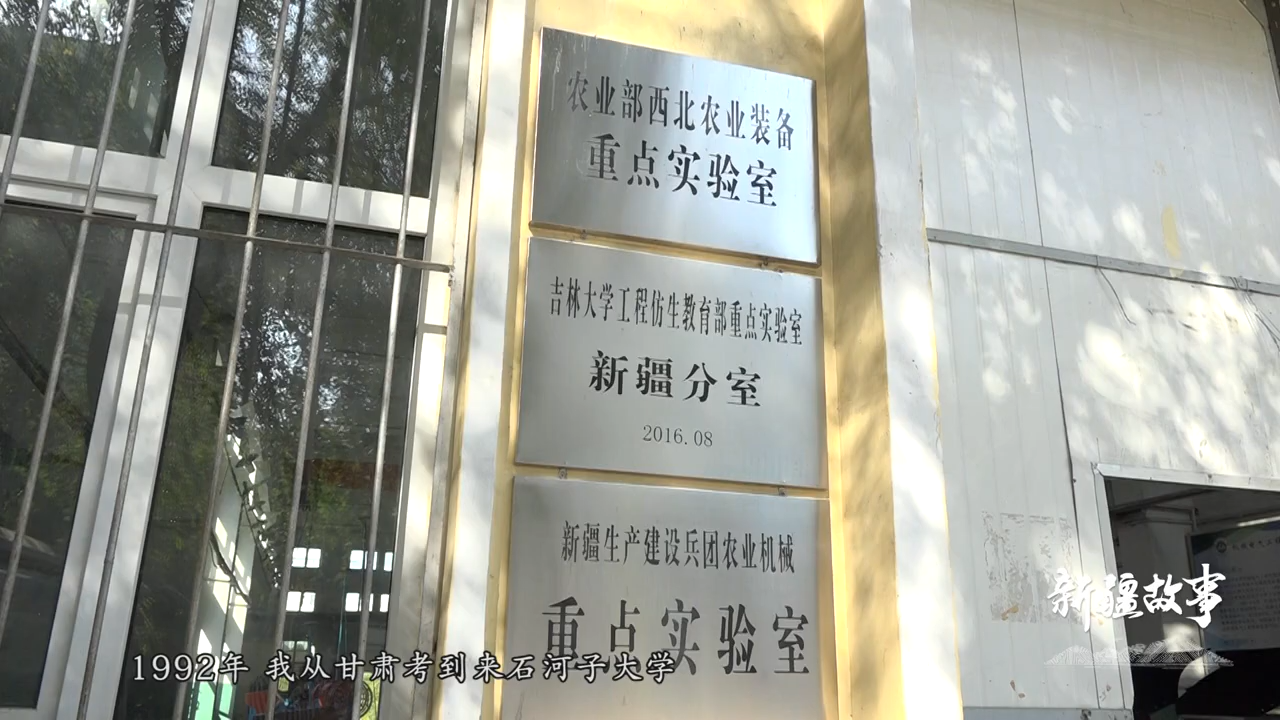 农业部西北农业装备
重点实验室
吉林大学工程仿生教育部重点实验室
新疆分室
2016.08
新疆生产建设兵团农业机械
重点实验室
新疆故事
1992年 我从甘肃考到来石河子大学